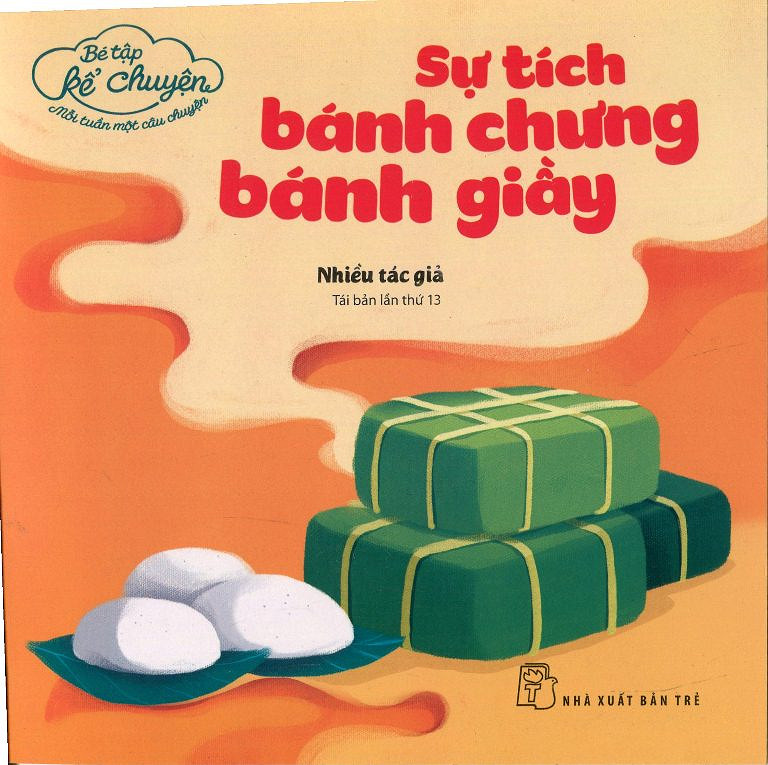 Bé tập
kể chuyện
Mỗi tuần một câu chuyện
Sự tích
bánh chưng
bánh giầy
Nhiều tác giả
Tái bản lần thứ 13
T
NHÀ XUẤT BẢN TRẺ